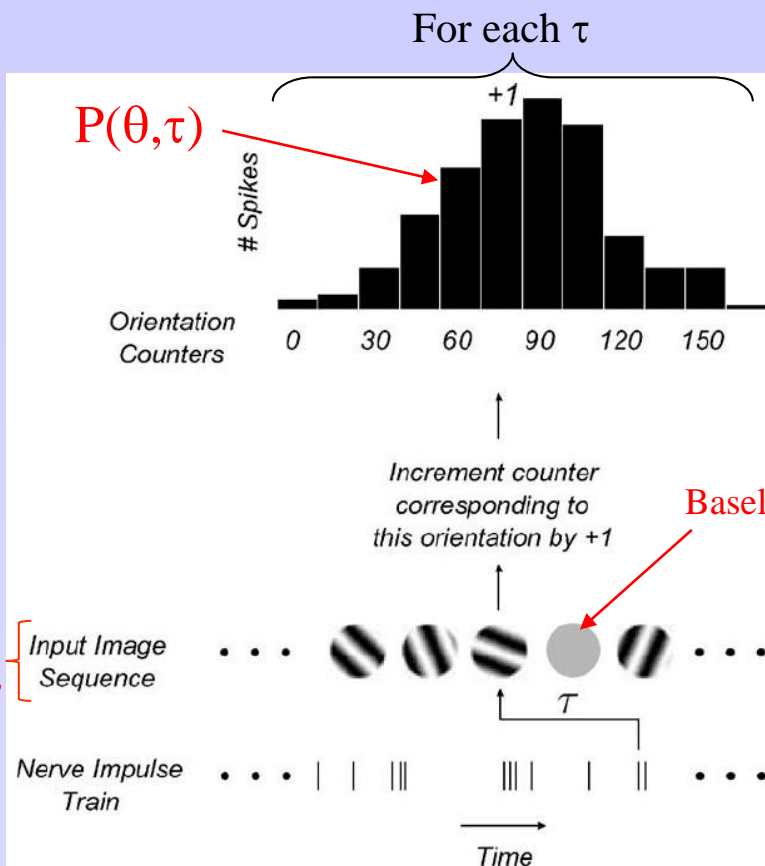 For each τ
+1
P(θ,τ)
# Spikes
Orientation
Counters
0 30 60 90 120 150
Increment counter
corresponding to
this orientation by +1
Basel
Input Image
Sequence
τ
Nerve Impulse
Train
Time